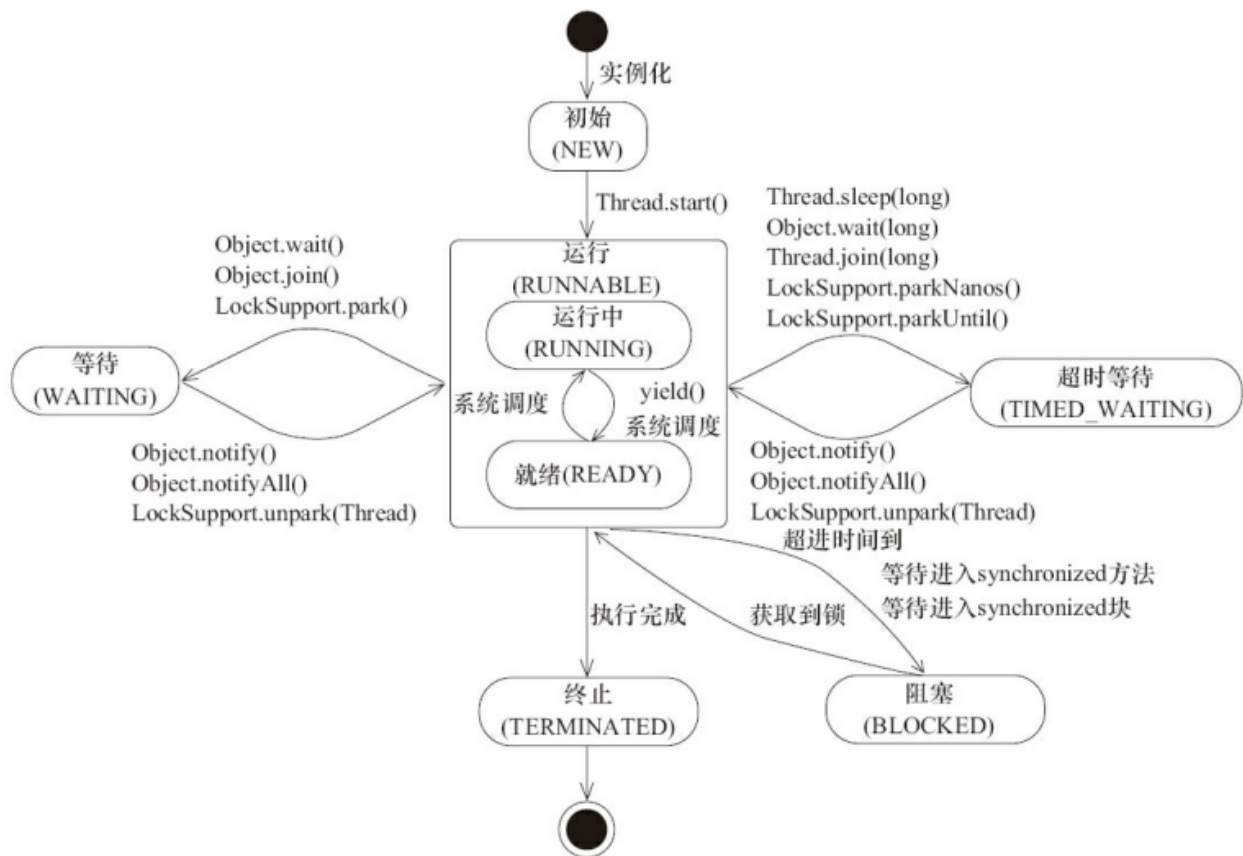 实例化
初始
(NEW)
Thread.start()
Object.wait()
Object.join()
LockSupport.park()
Thread.sleep(long)
Object.wait(long)
Thread.join(long)
LockSupport.parkNanos()
LockSupport.parkUntil()
运行
(RUNNABLE)
运行中
(RUNNING)
等待
(WAITING)
超时等待
(TIMED_WAITING)
系统调度
yield()
系统调度
就绪(READY)
Object.notify()
Object.notifyAll()
LockSupport.unpark(Thread)
Object.notify()
Object.notifyAll()
LockSupport.unpark(Thread)
超进时间到
等待进入synchronized方法
等待进入synchronized块
执行完成
获取到锁
终止
(TERMINATED)
阻塞
(BLOCKED)